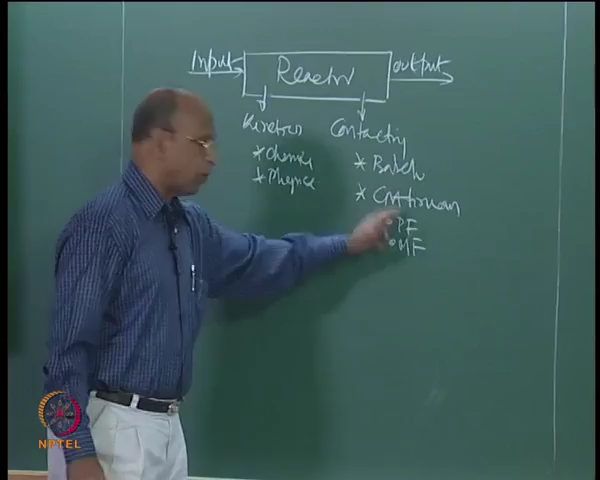 Input Reactor output
Kinetics Contacting
* Chemical * Batch
* Physical * Continuous
• PF
• MF
NPTEL